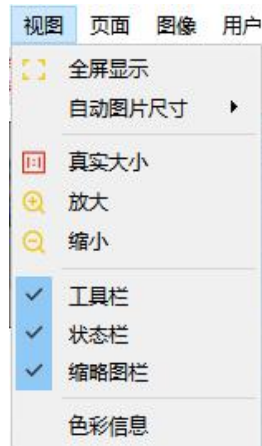 视图 页面 图像 用户
全屏显示
自动图片尺寸
1:1 真实大小
放大
缩小
工具栏
状态栏
缩略图栏
色彩信息